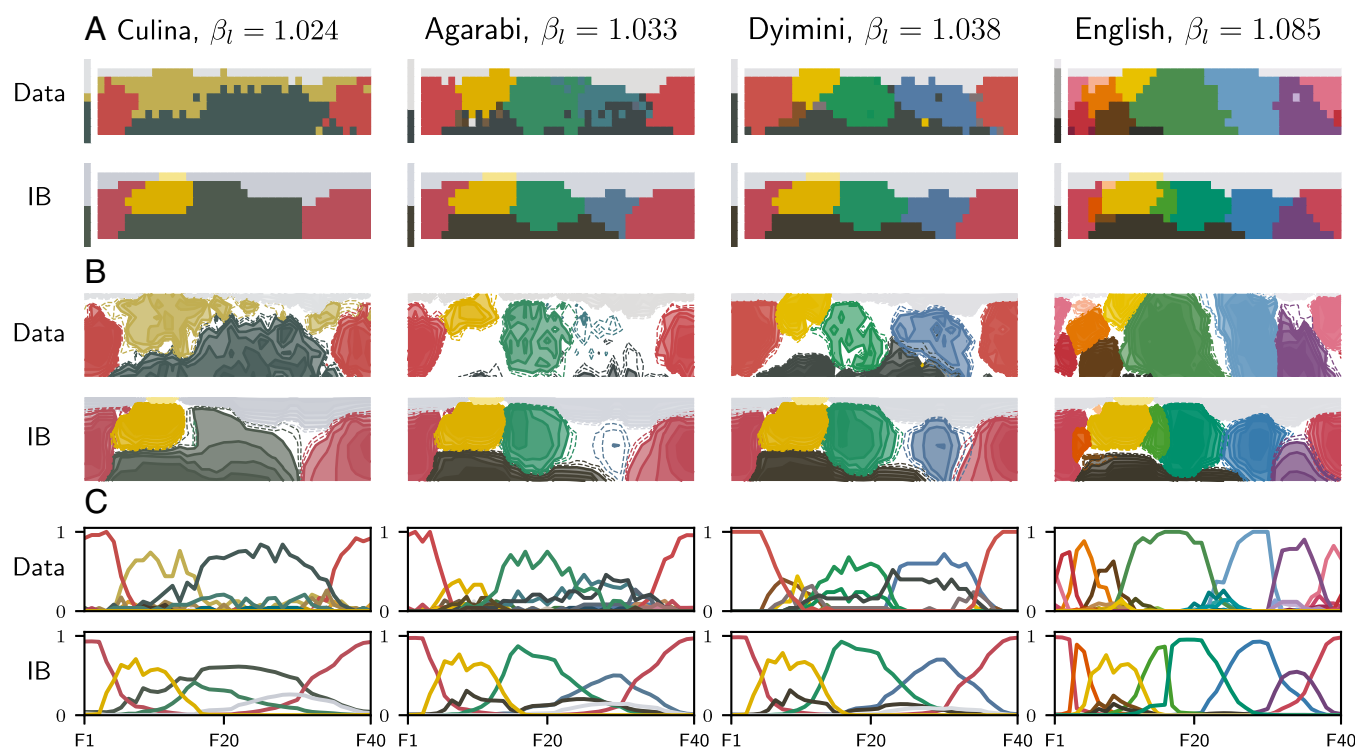 A Culina, βl = 1.024 Agarabi, βl = 1.033 Dyimini, βl = 1.038 English, βl = 1.085
Data
IB
B
Data
IB
C
1 1 1 1
Data
0 0 0 0
1 1 1 1
IB
0 0 0 0
F1 F20 F40 F1 F20 F40 F1 F20 F40 F1 F20 F40